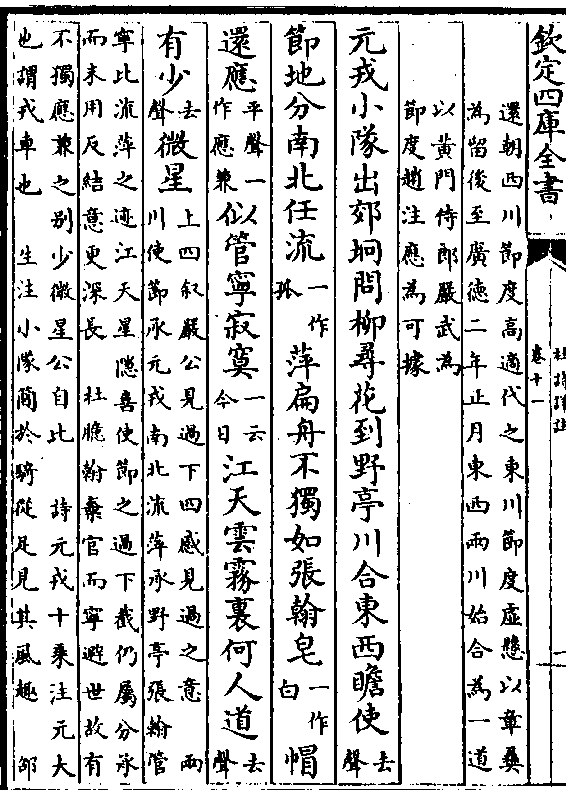 欽定四庫全書
杜詩詳註
卷十一
一
還朝西川節度高適代之東川節度虛懸以章彝
為留後至廣德二年正月東西兩川始合為一道
以黃門侍郎嚴武為
節度趙注應為可據
元戎小隊出郊坰問柳尋花到野亭川合東西瞻使去聲
節地分南北任流一作孤萍扁舟不獨如張翰皂一作白帽
還應平聲一作應兼似管寧寂寞一云今日江天雲霧裏何人道去聲
有少去聲微星上四叙嚴公見過下四感見過之意 兩川使節承元戎南北流萍承野亭張翰管
寧比流萍之迹江天星隱喜使節之過下截仍屬分承
而末用反結意更深長 杜臆翰棄官而寧避世故有
不獨應兼之别少微星公自比 詩元戎十乘注元大
也謂戎車也 生注小隊簡於騎從足見其風趣 邵